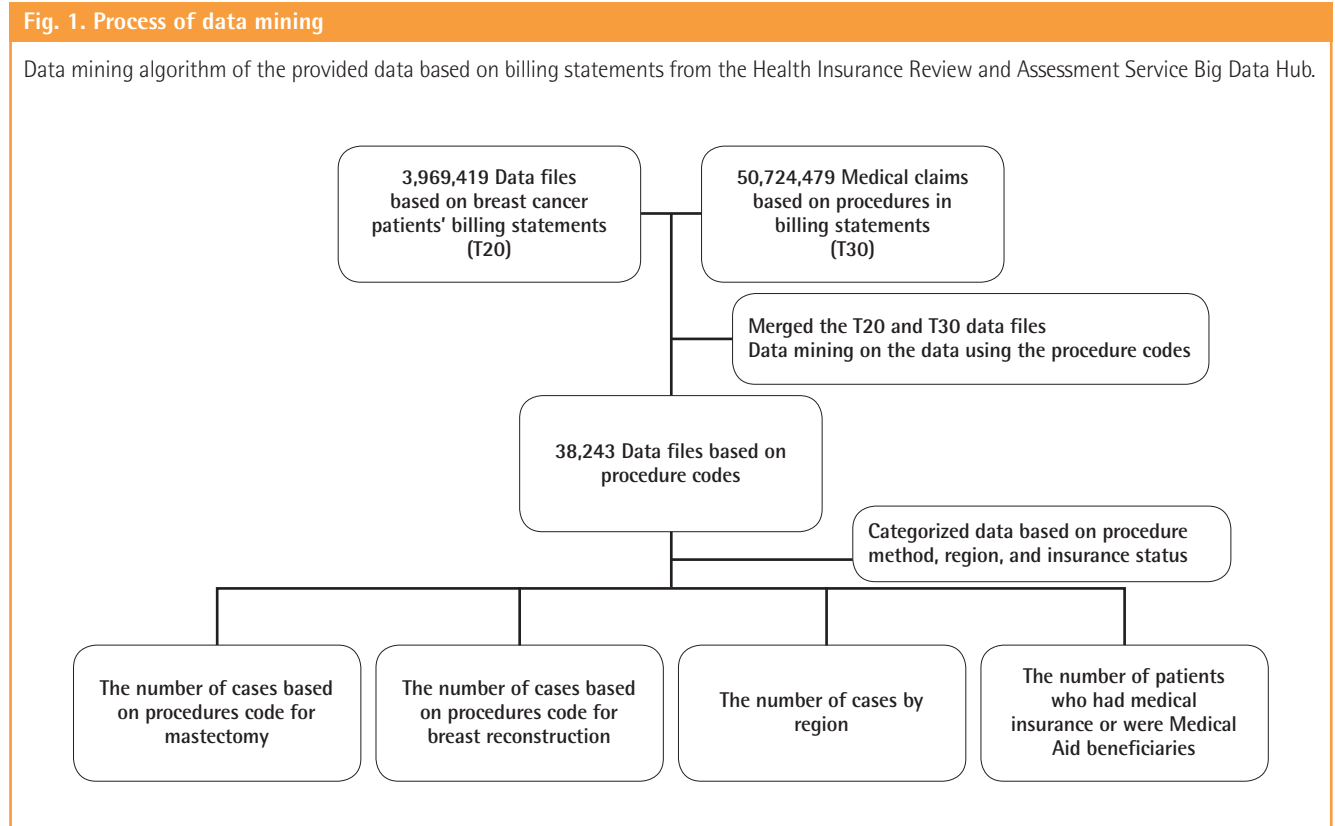 Fig. 1. Process of data mining
Data mining algorithm of the provided data based on billing statements from the Health Insurance Review and Assessment Service Big Data Hub.
3,969,419 Data files
based on breast cancer
patients' billing statements
(T20)
50,724,479 Medical claims
based on procedures in
billing statements
(T30)
Merged the T20 and T30 data files
Data mining on the data using the procedure codes
38,243 Data files based on
procedure codes
Categorized data based on procedure
method, region, and insurance status
The number of cases based
on procedures code for
mastectomy
The number of cases based
on procedures code for
breast reconstruction
The number of cases by
region
The number of patients
who had medical
insurance or were Medical
Aid beneficiaries